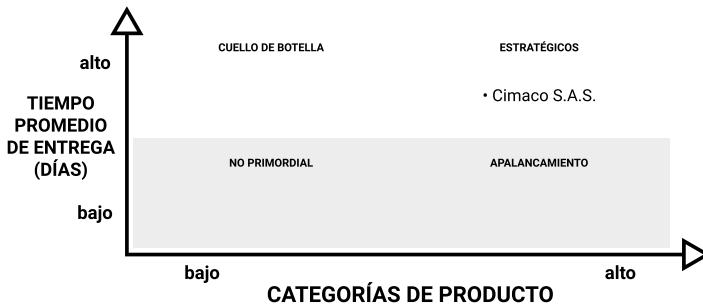 CUELLO DE BOTELLA
ESTRATÉGICOS
alto
• Cimaco S.A.S.
TIEMPO
PROMEDIO
DE ENTREGA
(DÍAS)
NO PRIMORDIAL
APALANCAMIENTO
bajo
bajo
alto
CATEGORÍAS DE PRODUCTO